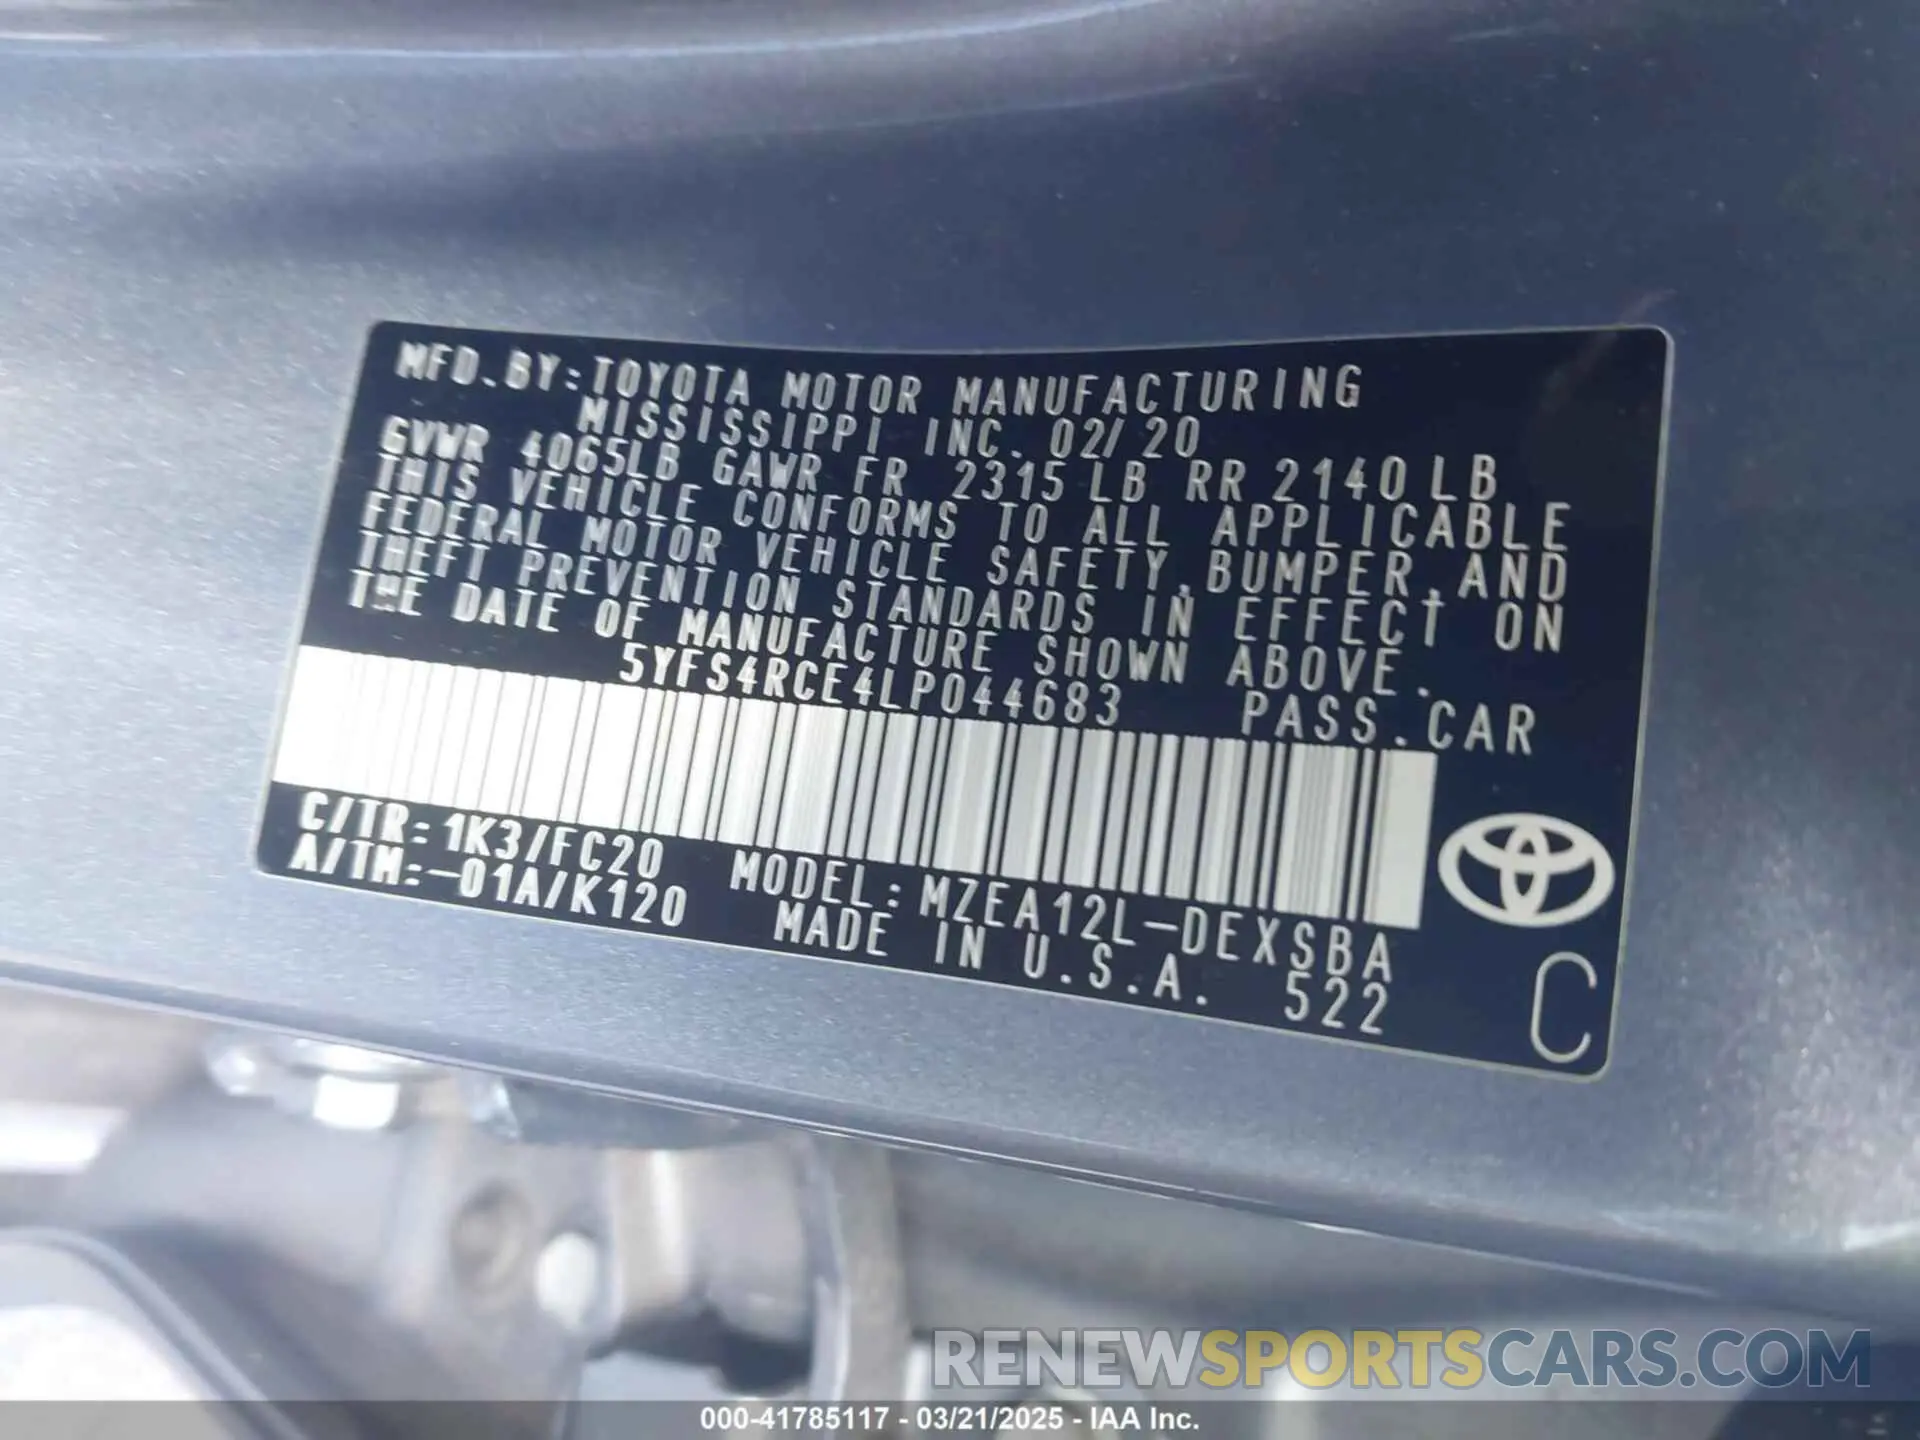 MFD. BY: TOYOTA MOTOR MANUFACTURING
MISSISSIPPI INC. 02/20
GVWR 4065LB GAWR FR 2315LB RR 2140LB
THIS VEHICLE CONFORMS TO ALL APPLICABLE
FEDERAL MOTOR VEHICLE SAFETY, BUMPER, AND
THEFT PREVENTION STANDARDS IN EFFECT ON
THE DATE OF MANUFACTURE SHOWN ABOVE.
5YFS4RCE4LP044683 PASS. CAR
C/TR: 1K3/FC20 MODEL: MZEA12L-DEXSBA
A/TM: -01A/K120 MADE IN U.S.A. 522
C
RENEWSPORTSCARS.COM
000-41785117 - 03/21/2025 - IAA Inc.